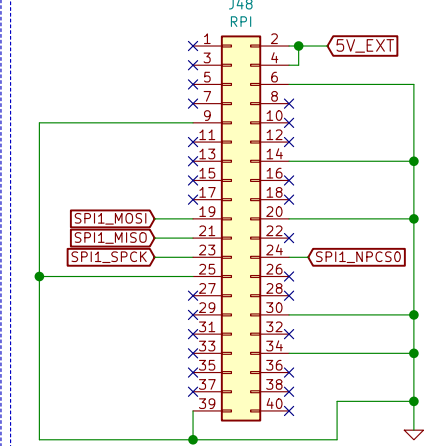 J48
RPI
1 2 5V_EXT
3 4
5 6
7 8
9 10
11 12
13 14
15 16
17 18
SPI1_MOSI 19 20
SPI1_MISO 21 22
SPI1_SPCK 23 24 SPI1_NPCS0
25 26
27 28
29 30
31 32
33 34
35 36
37 38
39 40